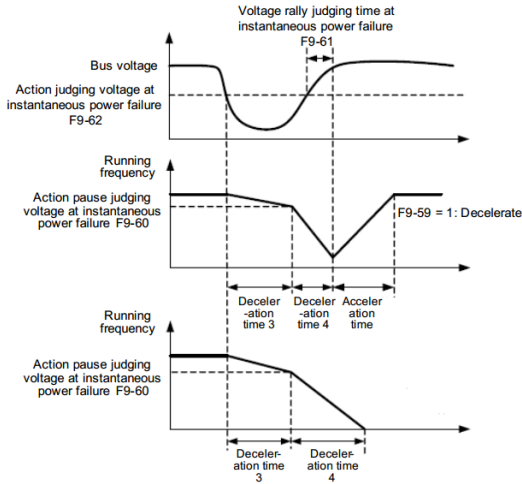 Voltage rally judging time at
instantaneous power failure
F9-61
Bus voltage
Action judging voltage at
instantaneous power failure
F9-62
Running
frequency
Action pause judging
voltage at instantaneous
power failure F9-60
F9-59 = 1: Decelerate
Deceler
-ation
time 3
Deceler
-ation
time 4
Acceler
ation
time
Running
frequency
Action pause judging
voltage at instantaneous
power failure F9-60
Deceler-
ation time
3
Deceler-
ation time
4